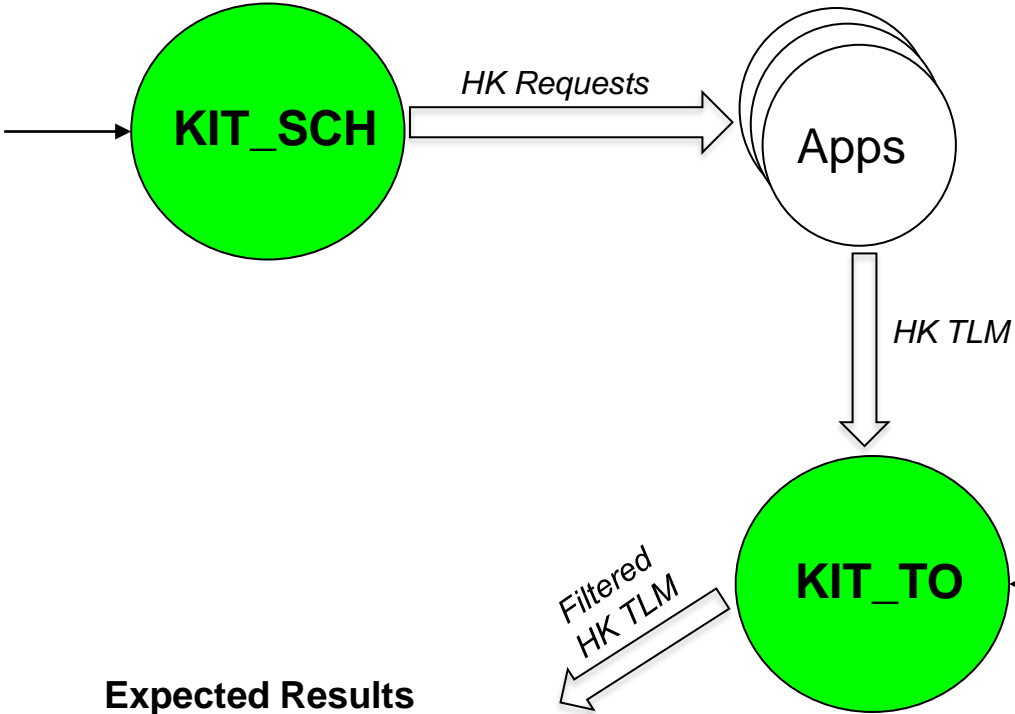 HK Requests
KIT_SCH
Apps
HK TLM
KIT_TO
Filtered
HK TLM
Expected Results